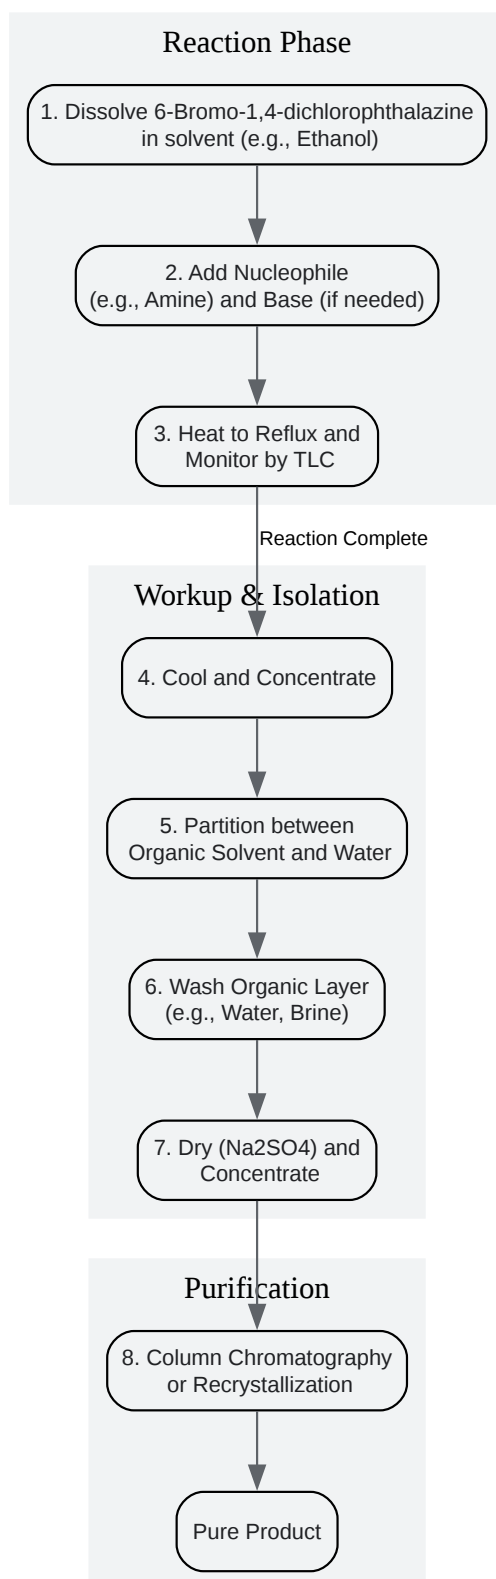 Reaction Phase
1. Dissolve 6-Bromo-1,4-dichlorophthalazine
in solvent (e.g., Ethanol)
2. Add Nucleophile
(e.g., Amine) and Base (if needed)
3. Heat to Reflux and
Monitor by TLC
Reaction Complete
Workup & Isolation
4. Cool and Concentrate
5. Partition between
Organic Solvent and Water
6. Wash Organic Layer
(e.g., Water, Brine)
7. Dry (Na2SO4) and
Concentrate
Purification
8. Column Chromatography
or Recrystallization
Pure Product